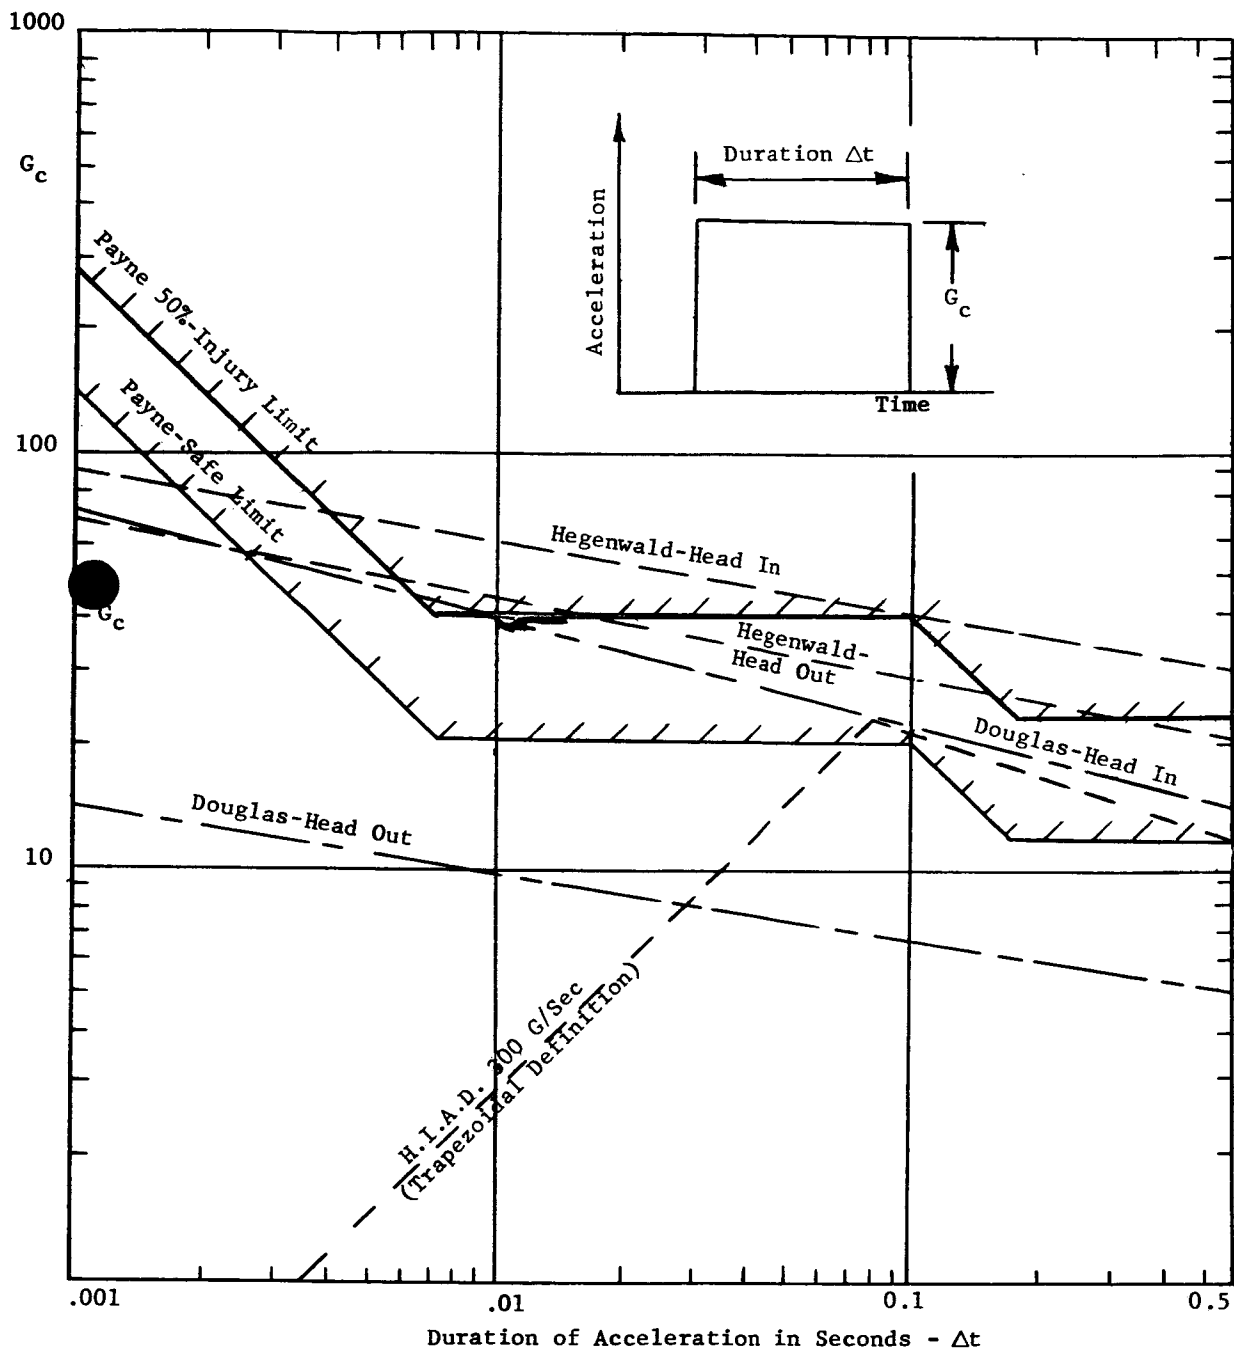 1000
G_c
Duration Δt
Acceleration
G_c
Time
Payne 50%-Injury Limit
Payne-Safe Limit
100
Hegenwald-Head In
G_c
Hegenwald-
Head Out
Douglas-Head In
Douglas-Head Out
10
H.I.A.D. 300 G/Sec
(Trapezoidal Definition)
.001
.01
0.1
0.5
Duration of Acceleration in Seconds - Δt